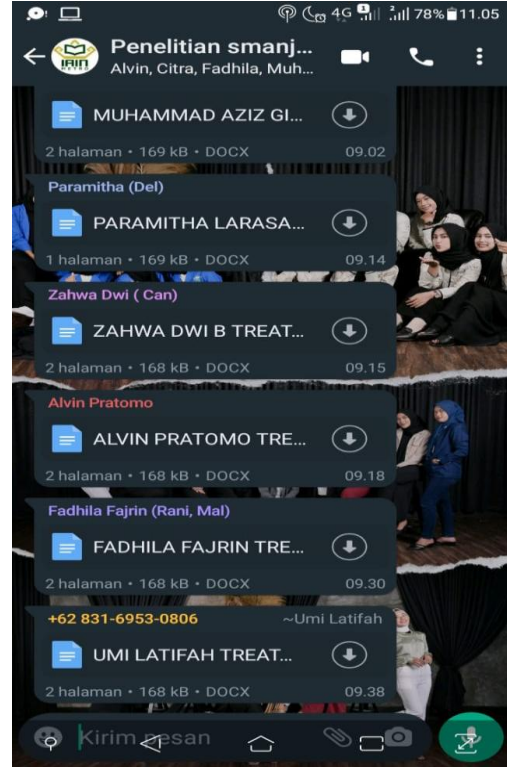 4G 78% 11.05
Penelitian smanj...
IAIN
Alvin, Citra, Fadhila, Muh...
MUHAMMAD AZIZ GI...
2 halaman • 169 kB • DOCX 09.02
Paramitha (Del)
PARAMITHA LARASA...
1 halaman • 169 kB • DOCX 09.14
Zahwa Dwi ( Can)
ZAHWA DWI B TREAT...
2 halaman • 168 kB • DOCX 09.15
Alvin Pratomo
ALVIN PRATOMO TRE...
2 halaman • 168 kB • DOCX 09.18
Fadhila Fajrin (Rani, Mal)
FADHILA FAJRIN TRE...
2 halaman • 168 kB • DOCX 09.30
+62 831-6953-0806 ~Umi Latifah
UMI LATIFAH TREAT...
2 halaman • 168 kB • DOCX 09.38
Kirim pesan